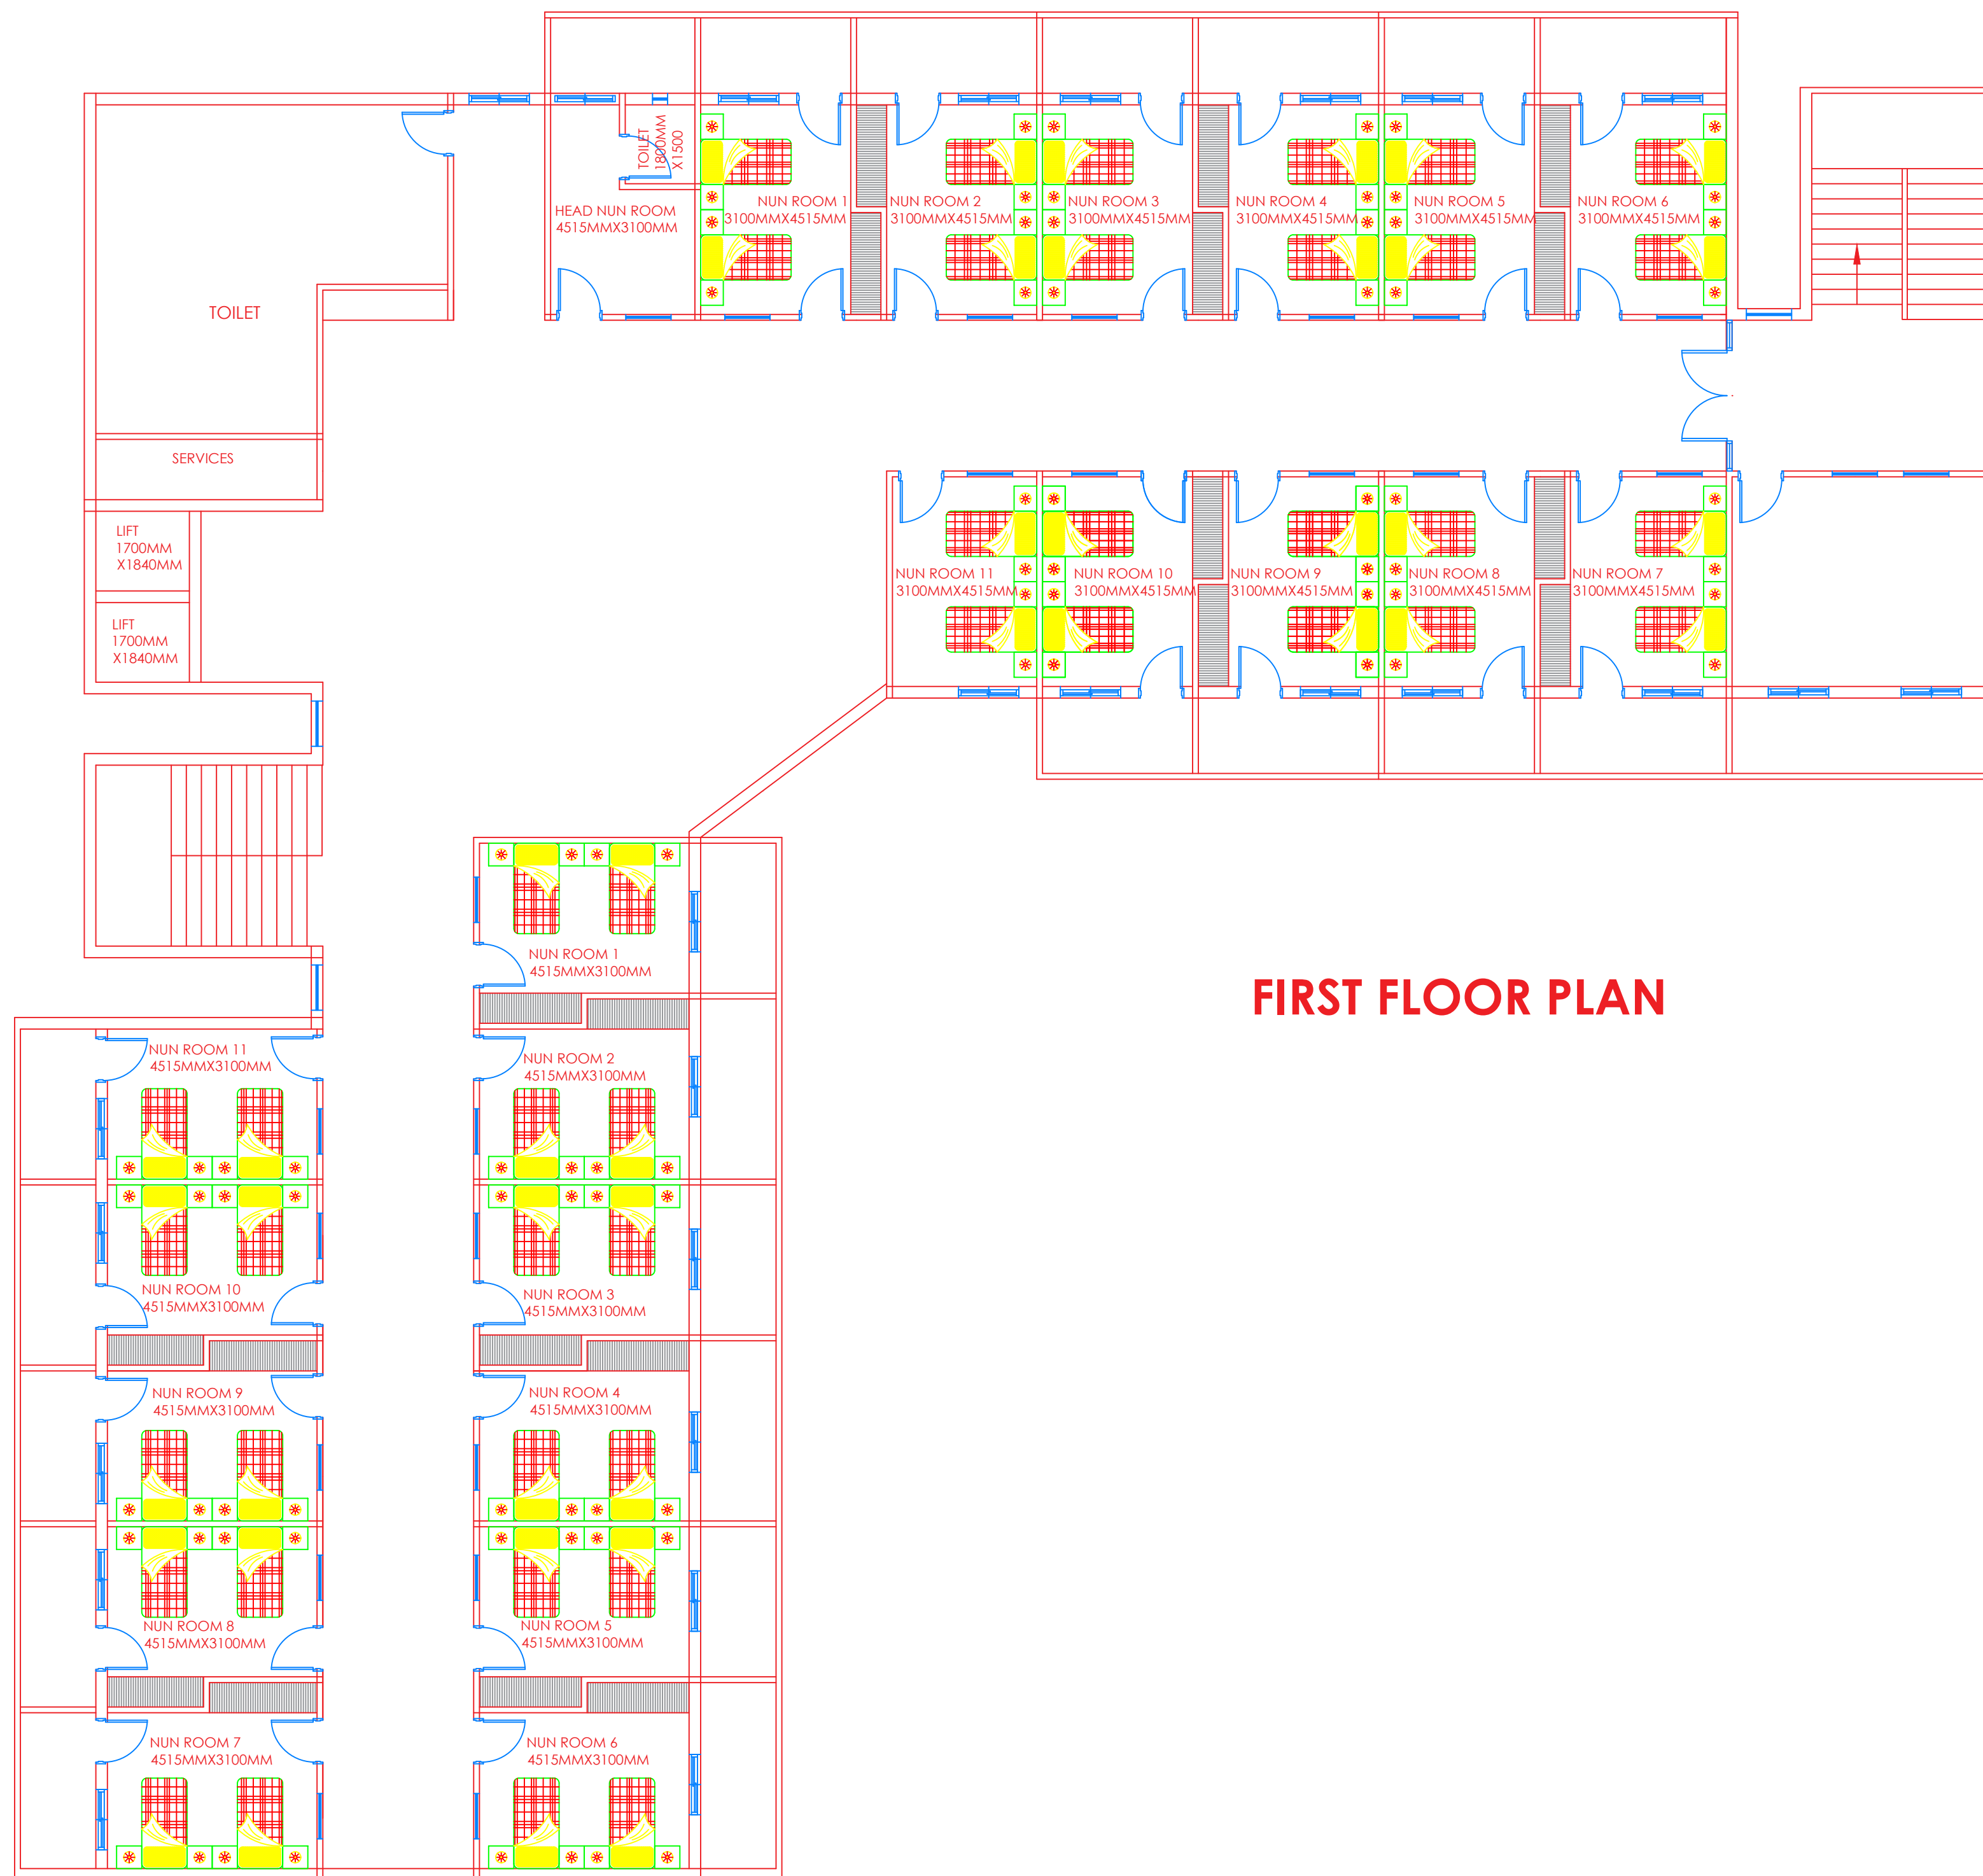 TOILET
1800MM
X1500
HEAD NUN ROOM
4515MMX3100MM
NUN ROOM 1
3100MMX4515MM
NUN ROOM 2
3100MMX4515MM
NUN ROOM 3
3100MMX4515MM
NUN ROOM 4
3100MMX4515MM
NUN ROOM 5
3100MMX4515MM
NUN ROOM 6
3100MMX4515MM
TOILET
SERVICES
LIFT
1700MM
X1840MM
LIFT
1700MM
X1840MM
NUN ROOM 11
3100MMX4515MM
NUN ROOM 10
3100MMX4515MM
NUN ROOM 9
3100MMX4515MM
NUN ROOM 8
3100MMX4515MM
NUN ROOM 7
3100MMX4515MM
NUN ROOM 1
4515MMX3100MM
FIRST FLOOR PLAN
NUN ROOM 11
4515MMX3100MM
NUN ROOM 2
4515MMX3100MM
NUN ROOM 10
4515MMX3100MM
NUN ROOM 3
4515MMX3100MM
NUN ROOM 9
4515MMX3100MM
NUN ROOM 4
4515MMX3100MM
NUN ROOM 8
4515MMX3100MM
NUN ROOM 5
4515MMX3100MM
NUN ROOM 7
4515MMX3100MM
NUN ROOM 6
4515MMX3100MM